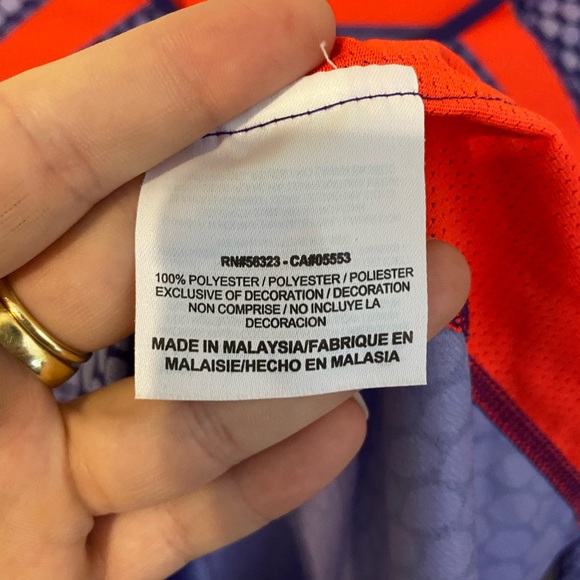 RN#56323 - CA#05553
100% POLYESTER / POLYESTER / POLIESTER
EXCLUSIVE OF DECORATION / DECORATION
NON COMPRISE / NO INCLUYE LA
DECORACION
MADE IN MALAYSIA/FABRIQUE EN
MALAISIE/HECHO EN MALASIA